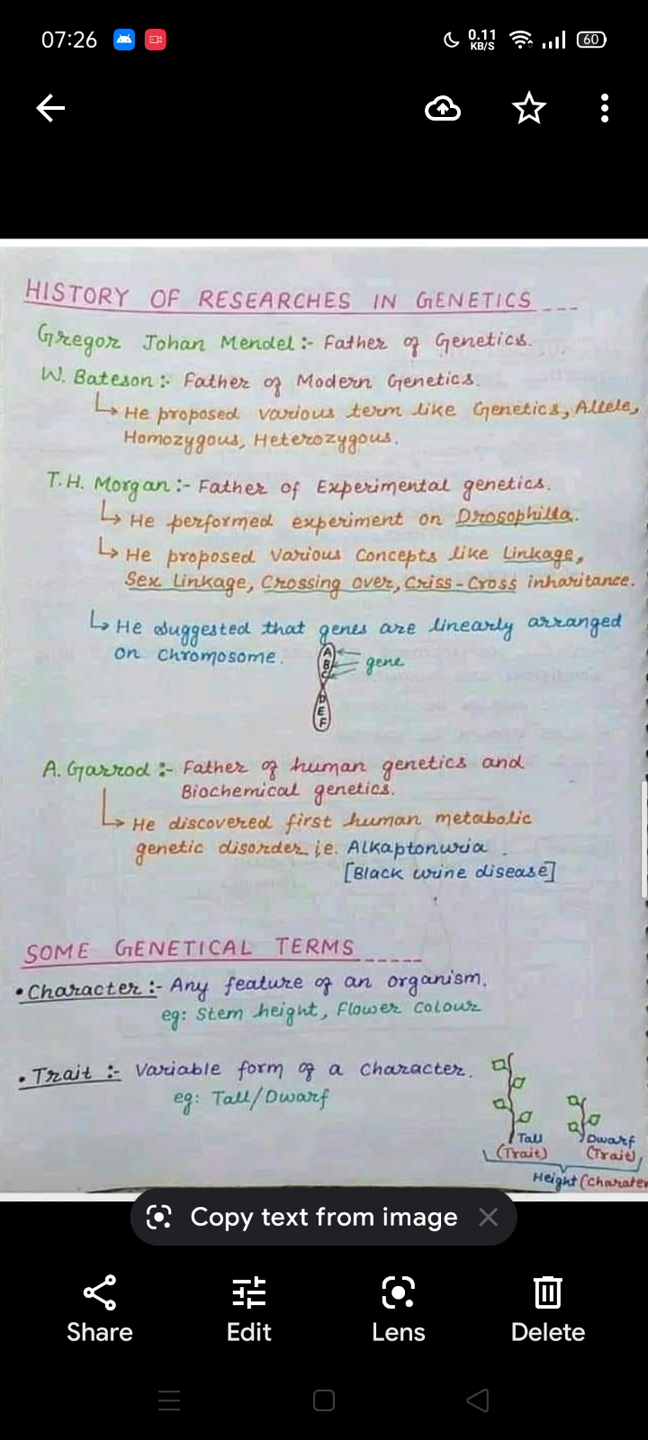 07:26
0.11
KB/S
60
HISTORY OF RESEARCHES IN GENETICS
Gregor Johan Mendel :- Father of Genetics.
W. Bateson :- Father of Modern Genetics.
He proposed various term like Genetics, Allele,
Homozygous, Heterozygous.
T.H. Morgan :- Father of Experimental genetics.
He performed experiment on Drosophilla.
He proposed various concepts like Linkage,
Sex Linkage, Crossing over, Criss-Cross inharitance.
He suggested that genes are linearly arranged
on chromosome.
A
B
C
D
E
F
gene
A. Garrod :- Father of human genetics and
Biochemical genetics.
He discovered first human metabolic
genetic disorder i.e. Alkaptonuria.
[Black urine disease]
SOME GENETICAL TERMS
• Character :- Any feature of an organism.
eg: Stem height, Flower colour
• Trait :- Variable form of a character.
eg: Tall/Dwarf
Tall
(Trait)
Dwarf
(Trait)
Height (charater
Copy text from image
Share
Edit
Lens
Delete